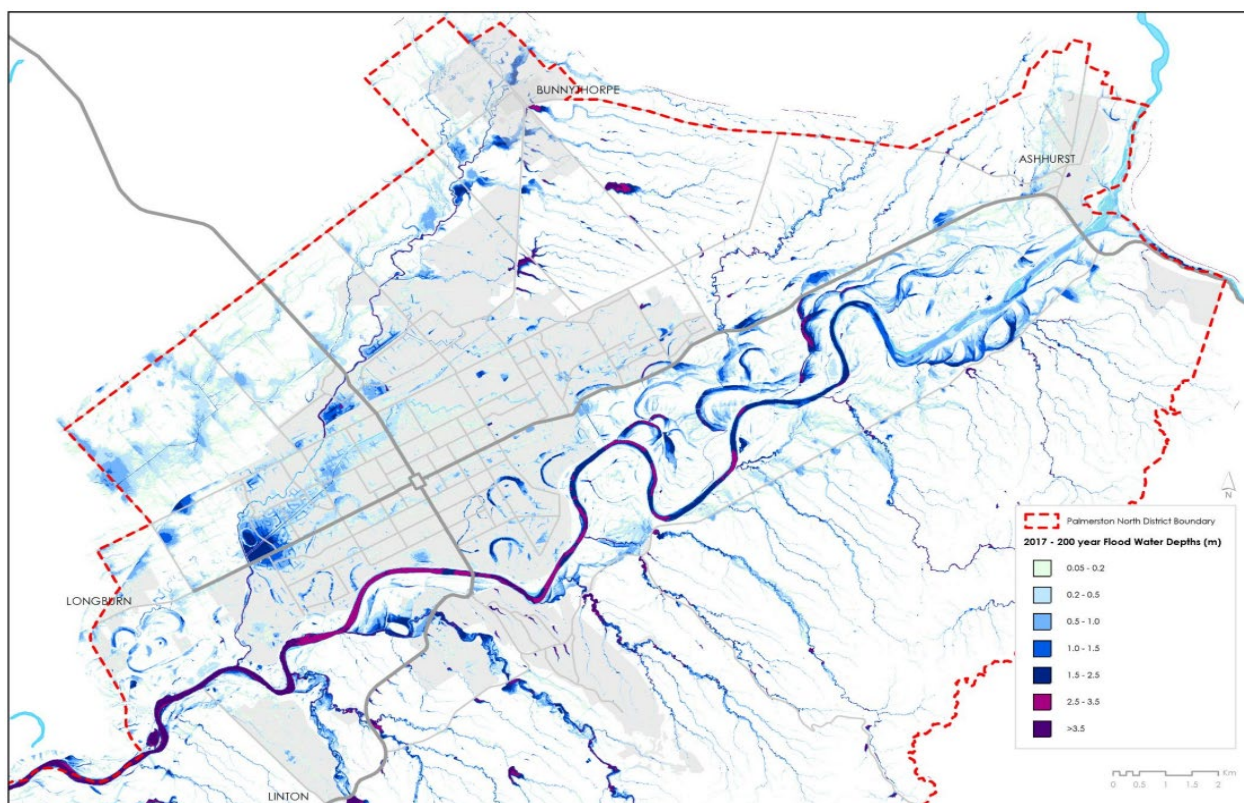 BUNNYTHORPE
ASHHURST
LONGBURN
LINTON
N
Palmerston North District Boundary
2017 - 200 year Flood Water Depths (m)
0.05 - 0.2
0.2 - 0.5
0.5 - 1.0
1.0 - 1.5
1.5 - 2.5
2.5 - 3.5
>3.5
Km
0 0.5 1 1.5 2